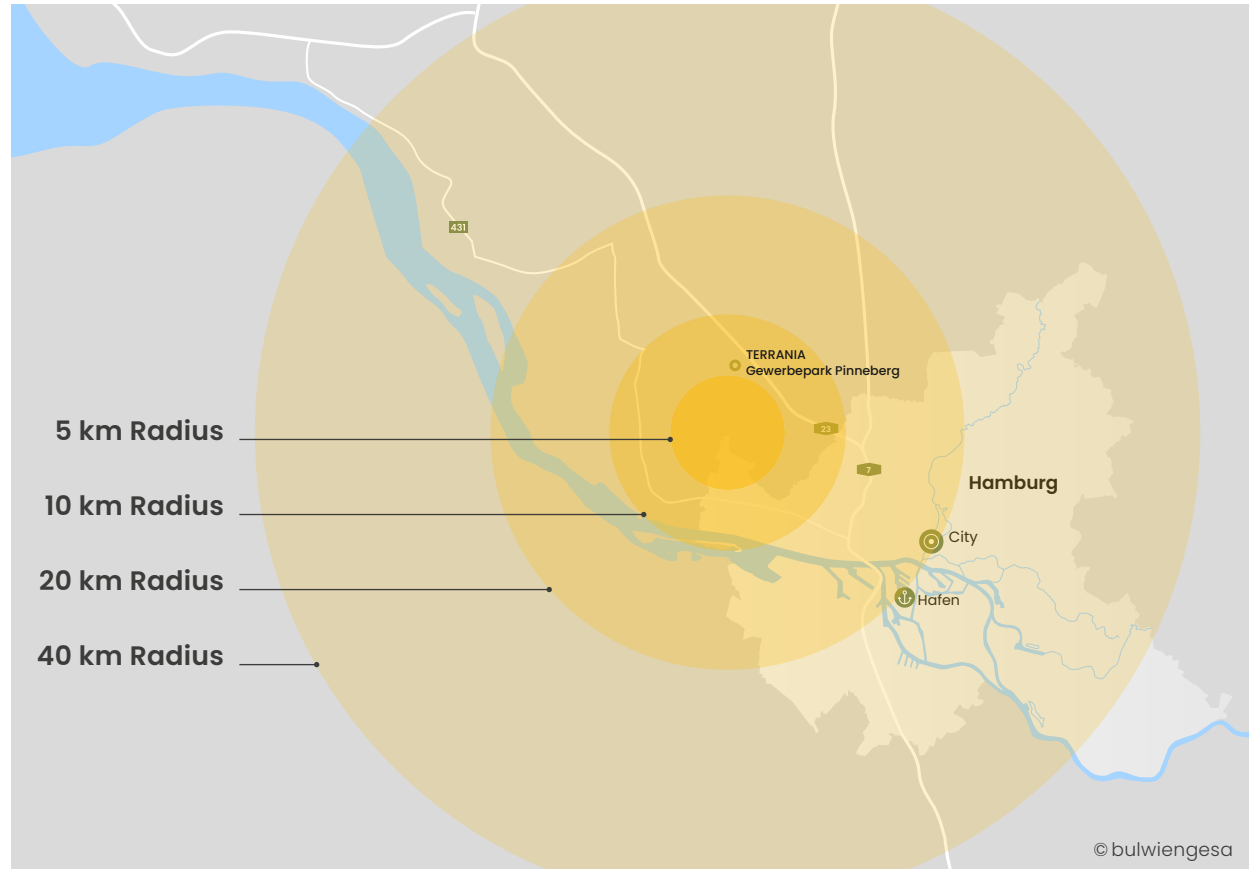 431
TERRANIA
Gewerbepark Pinneberg
5 km Radius
23
7
Hamburg
10 km Radius
City
20 km Radius
Hafen
40 km Radius
© bulwiengesa